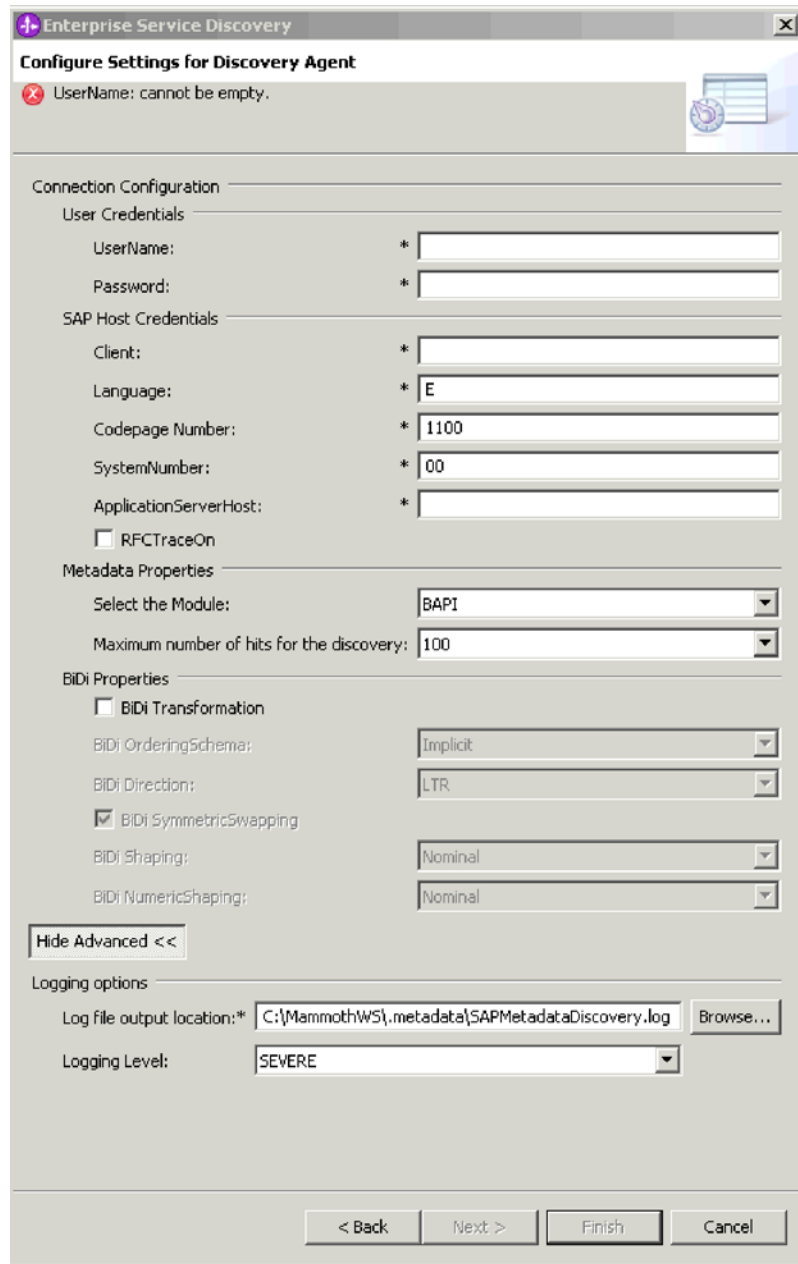 Enterprise Service Discovery
Configure Settings for Discovery Agent
UserName: cannot be empty.
Connection Configuration
User Credentials
UserName: *
Password: *
SAP Host Credentials
Client: *
Language: * E
Codepage Number: * 1100
SystemNumber: * 00
ApplicationServerHost: *
RFCTraceOn
Metadata Properties
Select the Module: BAPI
Maximum number of hits for the discovery: 100
BiDi Properties
BiDi Transformation
BiDi OrderingSchema: Implicit
BiDi Direction: LTR
BiDi SymmetricSwapping
BiDi Shaping: Nominal
BiDi NumericShaping: Nominal
Hide Advanced <<
Logging options
Log file output location:* C:\MammothWS\.metadata\SAPMetadataDiscovery.log Browse...
Logging Level: SEVERE
< Back Next > Finish Cancel